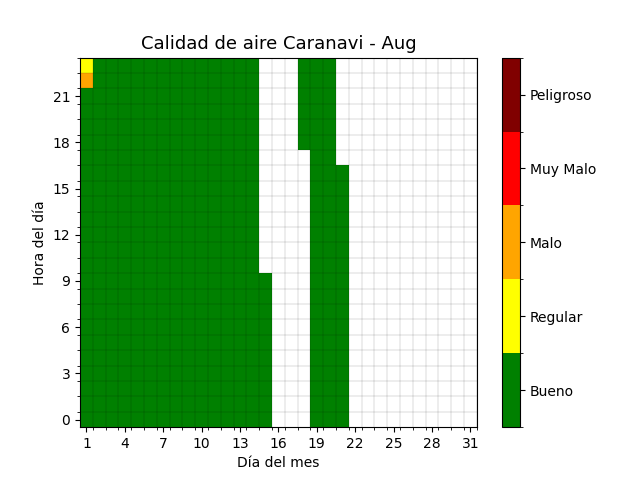 Calidad de aire Caranavi - Aug
Hora del día
21
18
15
12
9
6
3
0
1 4 7 10 13 16 19 22 25 28 31
Día del mes
Peligroso
Muy Malo
Malo
Regular
Bueno